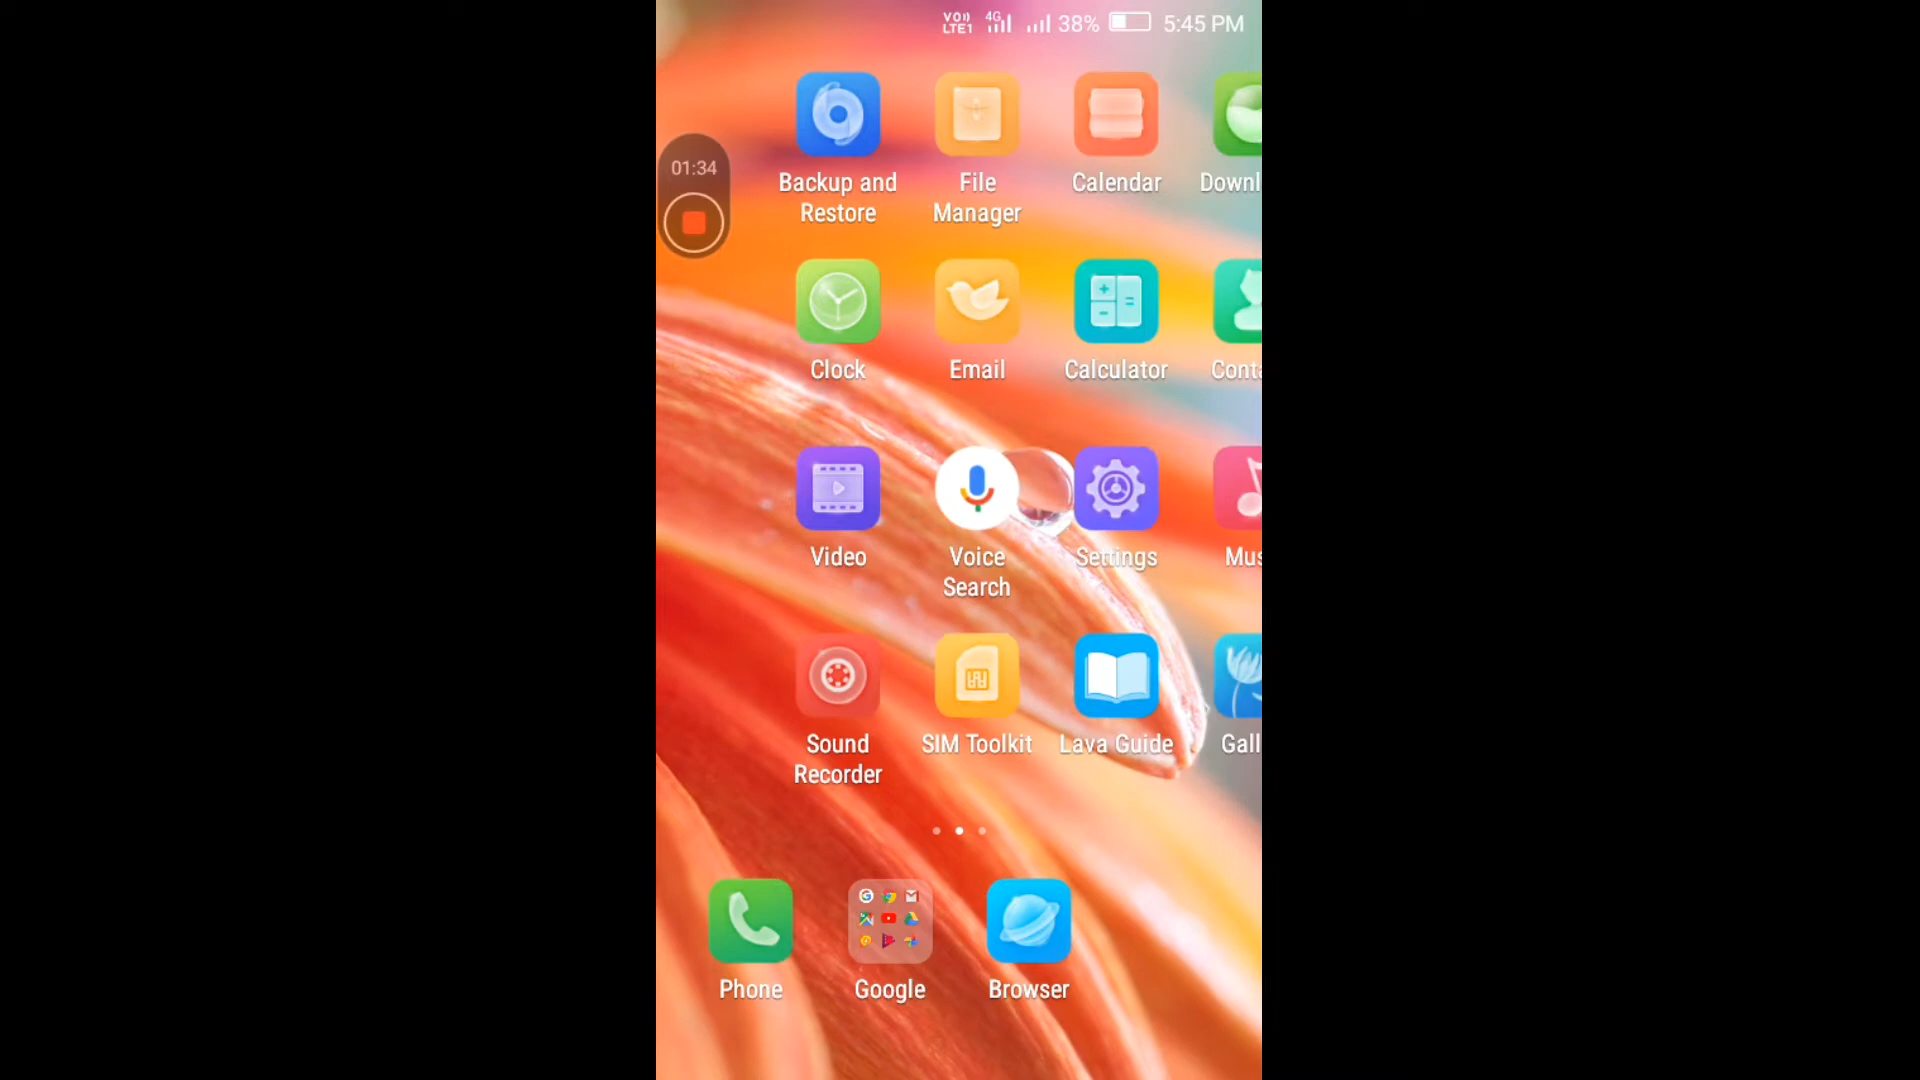 VO)) LTE1 4G 38% 5:45 PM
01:34
Backup and Restore
File Manager
Calendar
Downl
Clock
Email
Calculator
Cont
Video
Voice Search
Settings
Mus
Sound Recorder
SIM Toolkit
Lava Guide
Gall
Phone
Google
Browser